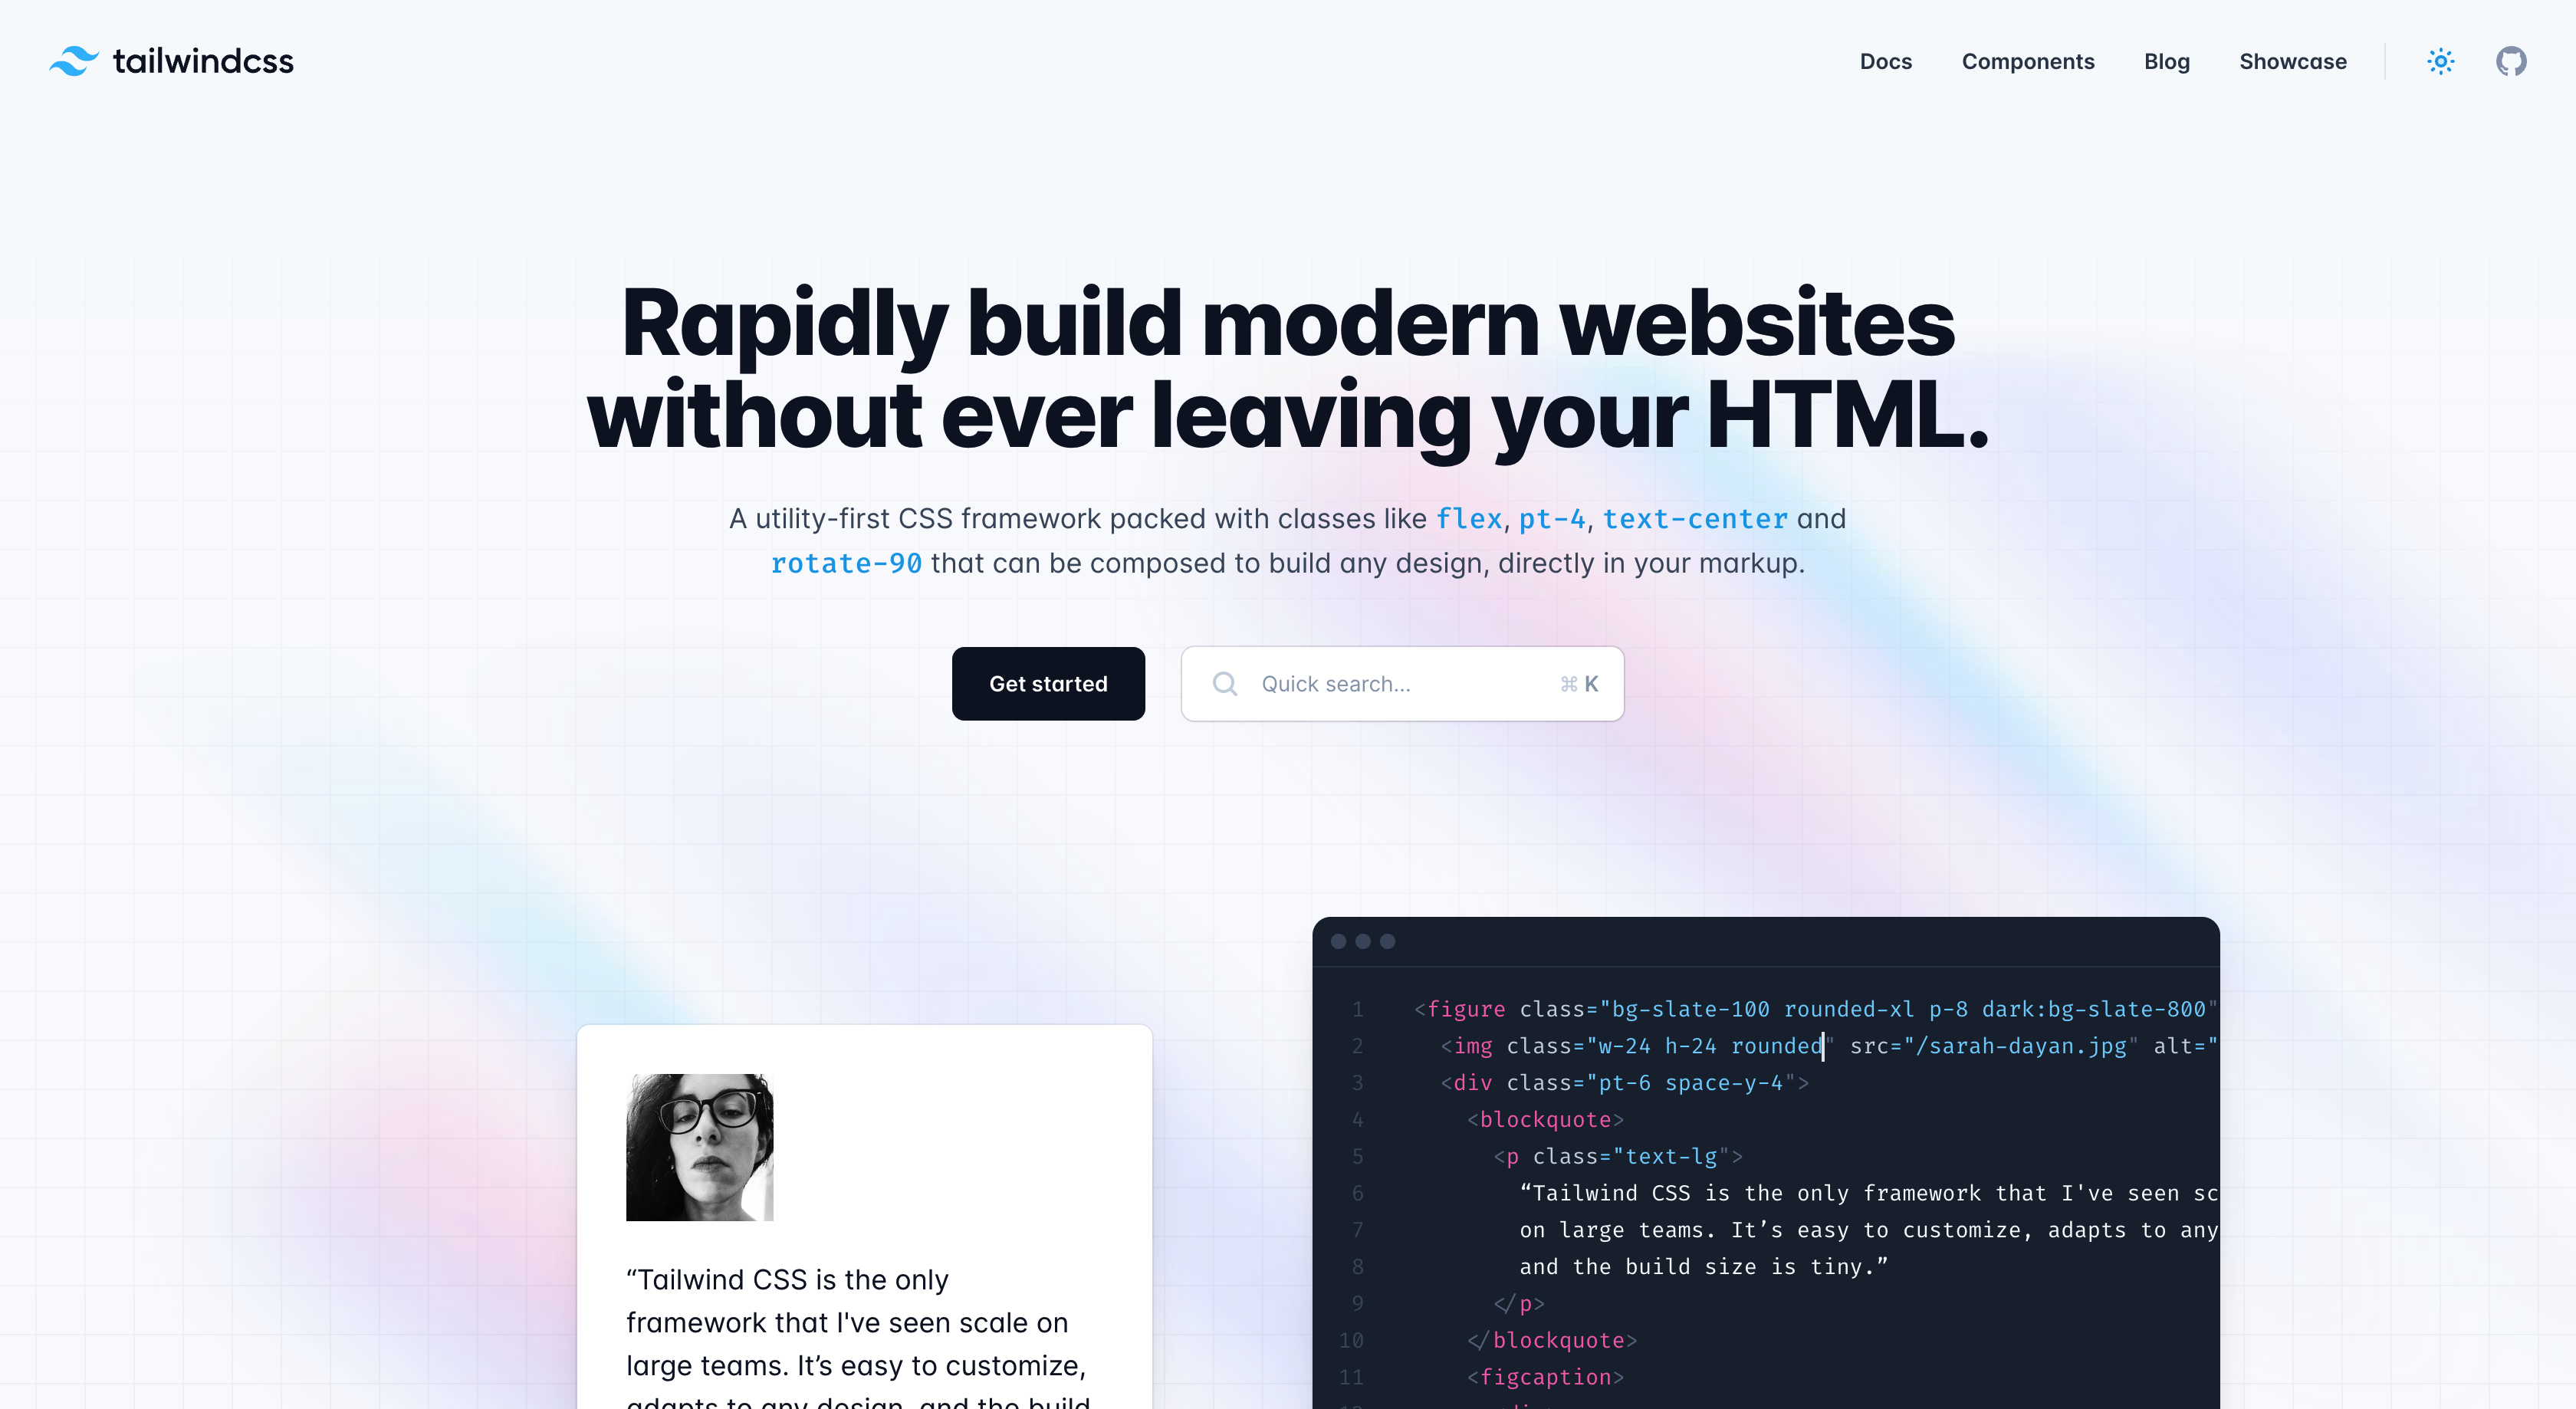 tailwindcss
Docs Components Blog Showcase
Rapidly build modern websites
without ever leaving your HTML.
A utility-first CSS framework packed with classes like flex, pt-4, text-center and
rotate-90 that can be composed to build any design, directly in your markup.
Get started
Quick search... ⌘ K
“Tailwind CSS is the only
framework that I've seen scale on
large teams. It’s easy to customize,
adapts to any design, and the build
1 <figure class="bg-slate-100 rounded-xl p-8 dark:bg-slate-800"
2 <img class="w-24 h-24 rounded" src="/sarah-dayan.jpg" alt="
3 <div class="pt-6 space-y-4">
4 <blockquote>
5 <p class="text-lg">
6 “Tailwind CSS is the only framework that I've seen sc
7 on large teams. It’s easy to customize, adapts to any
8 and the build size is tiny.”
9 </p>
10 </blockquote>
11 <figcaption>